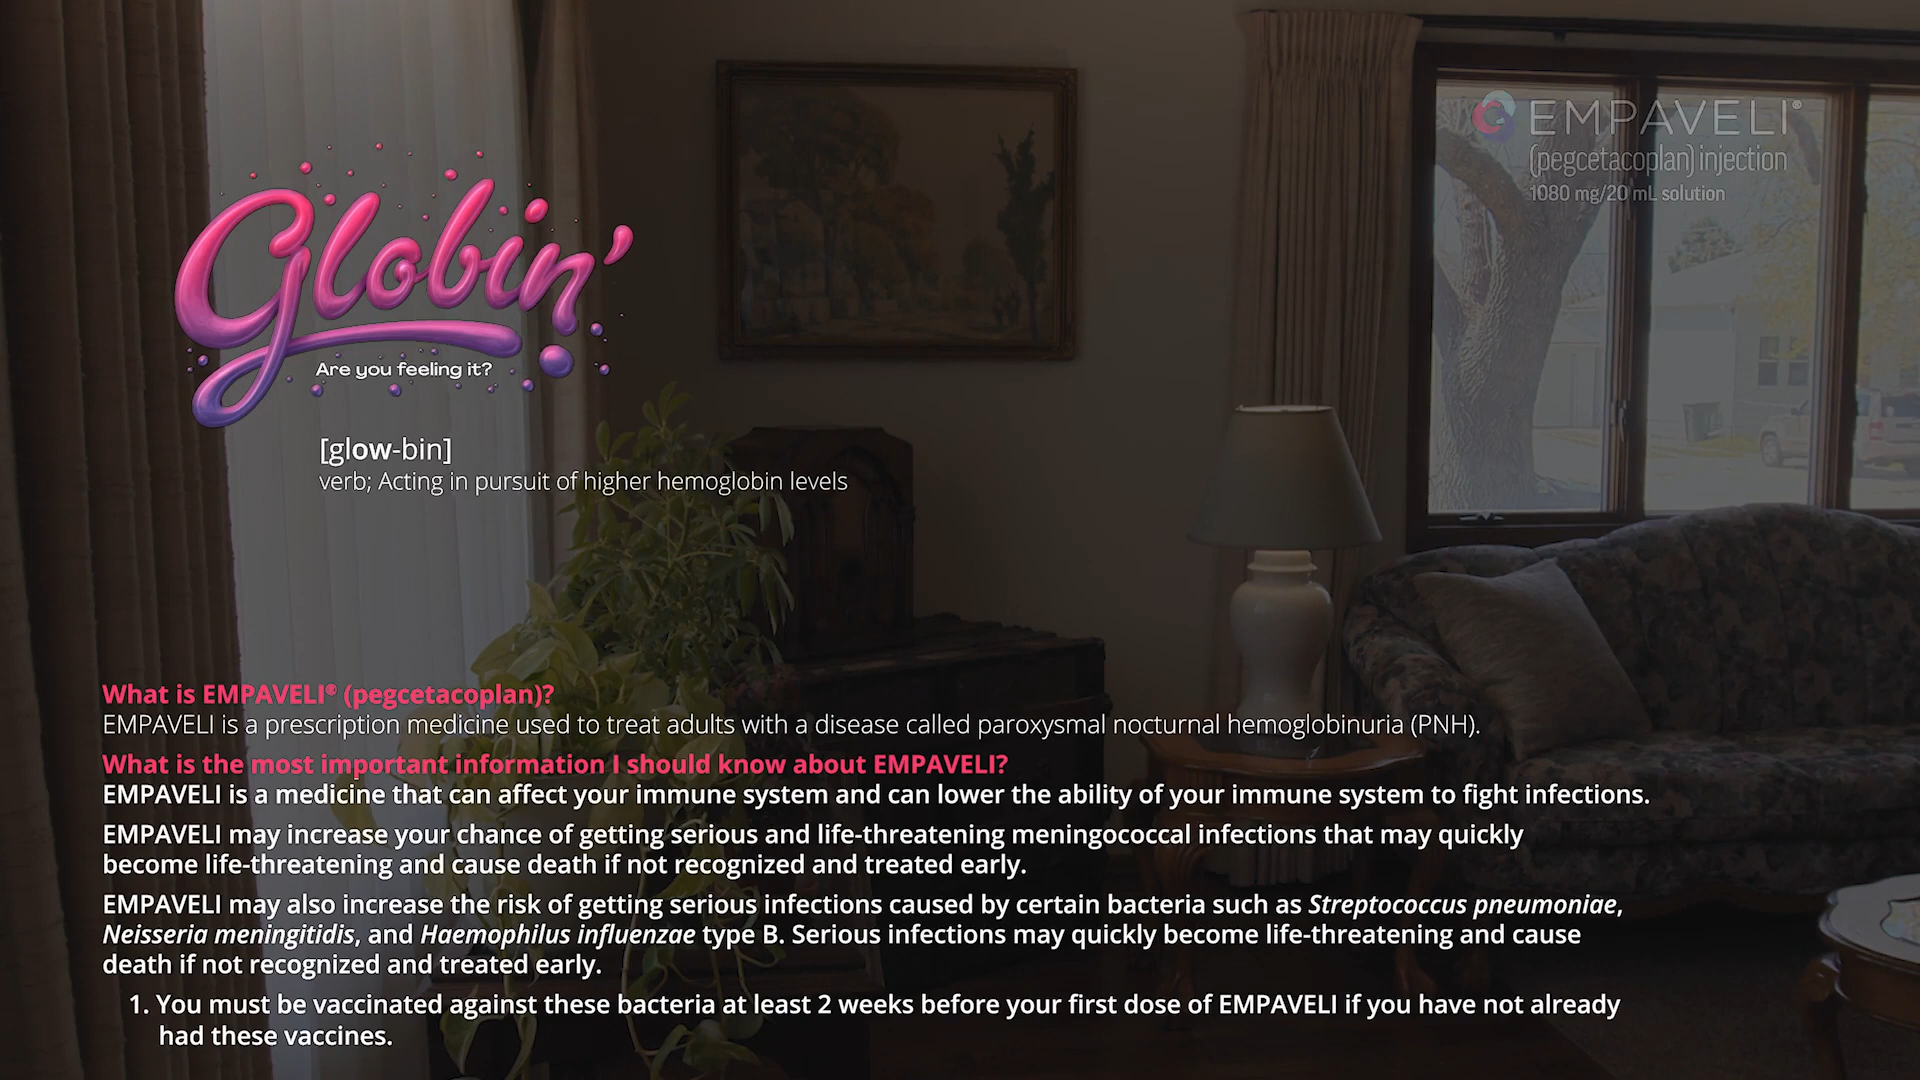 EMPAVELI®
(pegcetacoplan) injection
1080 mg/20 mL solution
Globin'
Are you feeling it?
[glow-bin]
verb; Acting in pursuit of higher hemoglobin levels
What is EMPAVELI® (pegcetacoplan)?
EMPAVELI is a prescription medicine used to treat adults with a disease called paroxysmal nocturnal hemoglobinuria (PNH).
What is the most important information I should know about EMPAVELI?
EMPAVELI is a medicine that can affect your immune system and can lower the ability of your immune system to fight infections.
EMPAVELI may increase your chance of getting serious and life-threatening meningococcal infections that may quickly
become life-threatening and cause death if not recognized and treated early.
EMPAVELI may also increase the risk of getting serious infections caused by certain bacteria such as Streptococcus pneumoniae,
Neisseria meningitidis, and Haemophilus influenzae type B. Serious infections may quickly become life-threatening and cause
death if not recognized and treated early.
1. You must be vaccinated against these bacteria at least 2 weeks before your first dose of EMPAVELI if you have not already
had these vaccines.